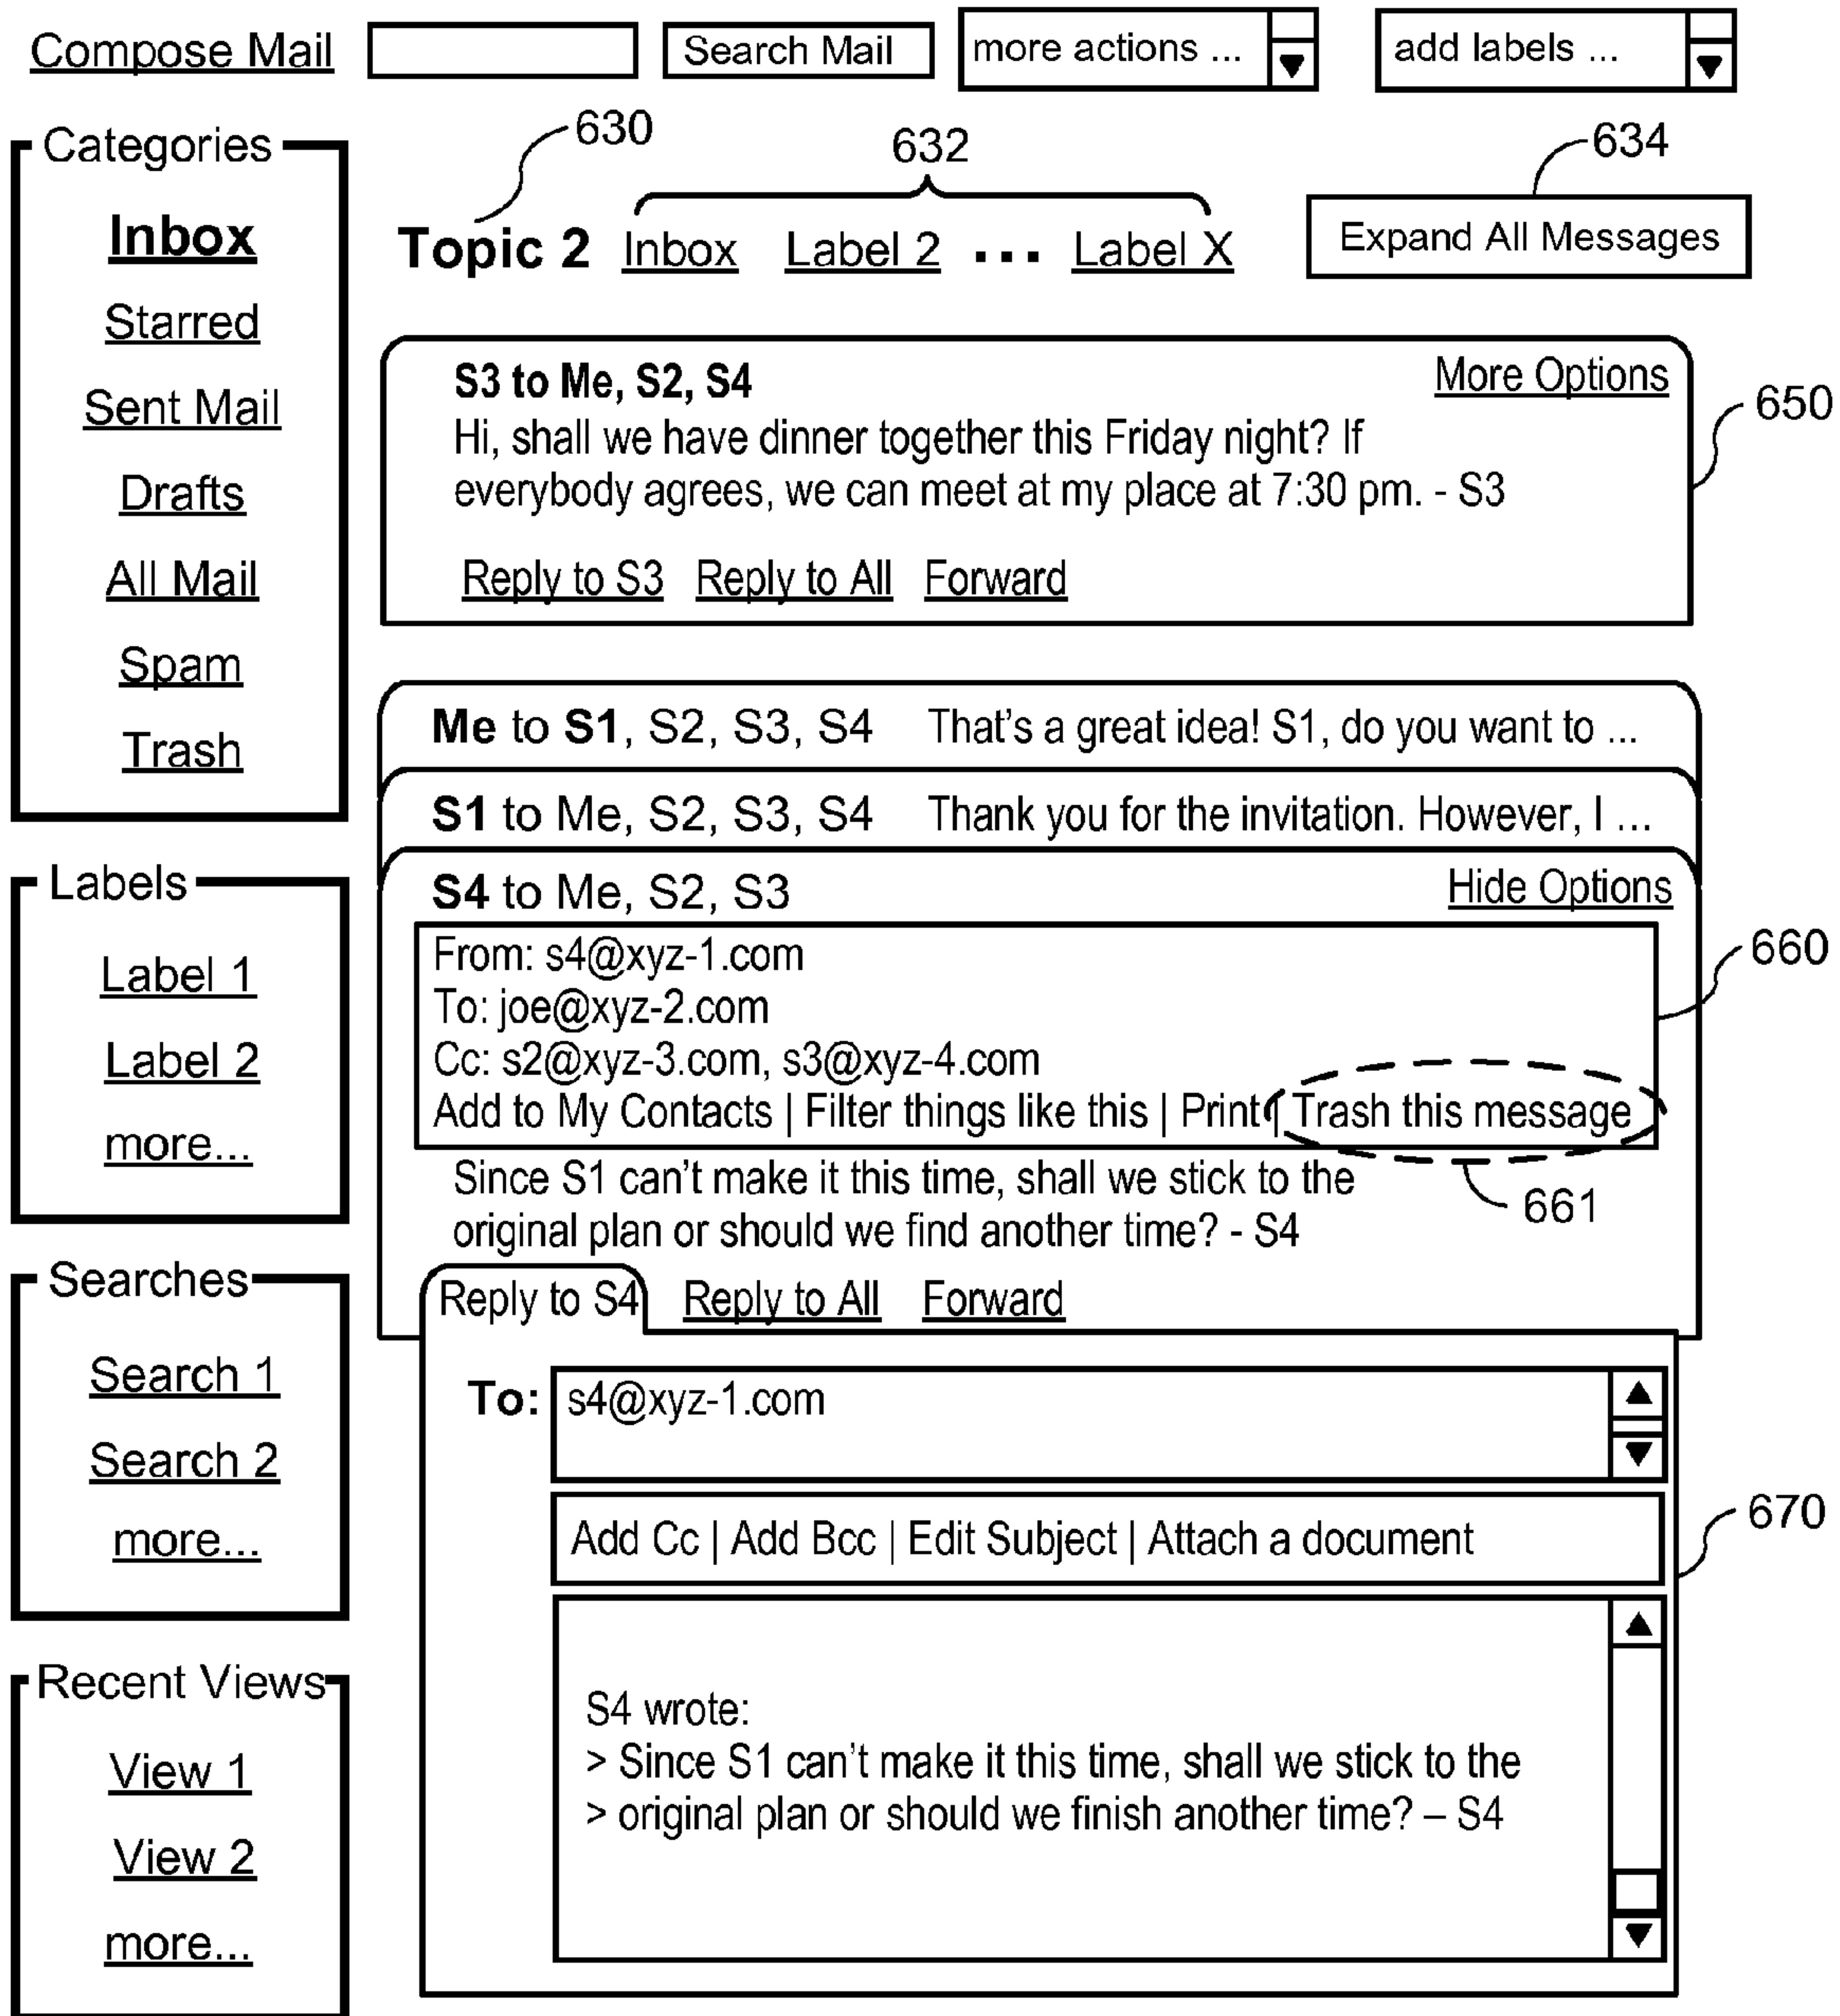 Compose Mail Search Mail more actions ... add labels ...
630
632
634
Categories
Inbox
Starred
Sent Mail
Drafts
All Mail
Spam
Trash
Topic 2 Inbox Label 2 ... Label X Expand All Messages
S3 to Me, S2, S4 More Options
650
Hi, shall we have dinner together this Friday night? If
everybody agrees, we can meet at my place at 7:30 pm. - S3
Reply to S3 Reply to All Forward
Me to S1, S2, S3, S4 That's a great idea! S1, do you want to ...
S1 to Me, S2, S3, S4 Thank you for the invitation. However, I ...
Labels
Label 1
Label 2
more...
S4 to Me, S2, S3 Hide Options
From: s4@xyz-1.com
660
To: joe@xyz-2.com
Cc: s2@xyz-3.com, s3@xyz-4.com
Add to My Contacts | Filter things like this | Print | Trash this message
661
Since S1 can't make it this time, shall we stick to the
original plan or should we find another time? - S4
Searches
Search 1
Search 2
more...
Reply to S4 Reply to All Forward
To: s4@xyz-1.com
670
Add Cc | Add Bcc | Edit Subject | Attach a document
Recent Views
View 1
View 2
more...
S4 wrote:
> Since S1 can't make it this time, shall we stick to the
> original plan or should we finish another time? – S4